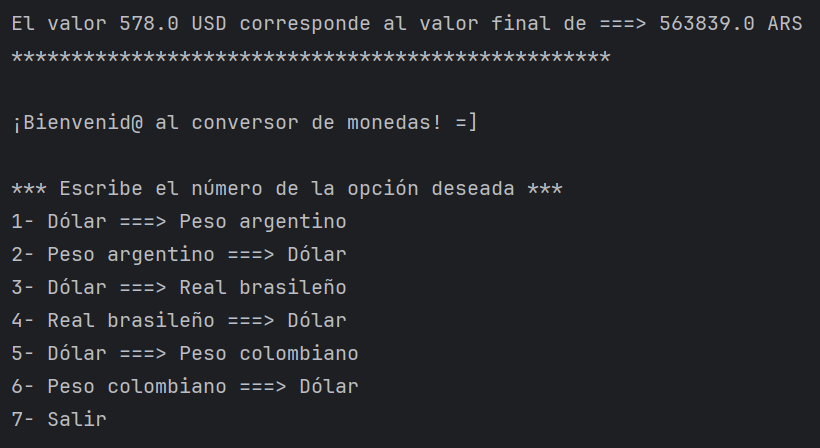 El valor 578.0 USD corresponde al valor final de ===> 563839.0 ARS
**************************************************
¡Bienvenid@ al conversor de monedas! =]
*** Escribe el número de la opción deseada ***
1- Dólar ===> Peso argentino
2- Peso argentino ===> Dólar
3- Dólar ===> Real brasileño
4- Real brasileño ===> Dólar
5- Dólar ===> Peso colombiano
6- Peso colombiano ===> Dólar
7- Salir